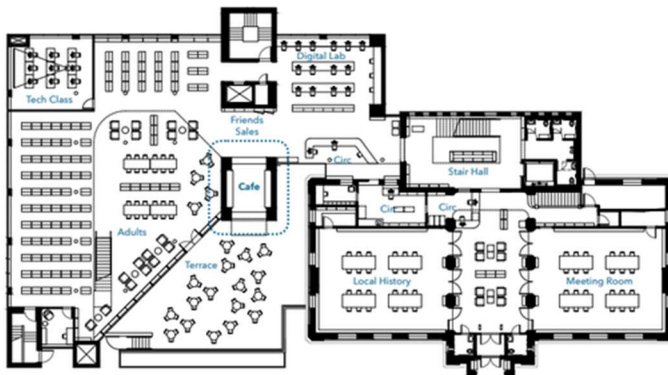 Digital Lab
Tech Class
Friends
Sales
Circ
Stair Hall
Cafe
Circ
Circ
Adults
Terrace
Local History
Meeting Room